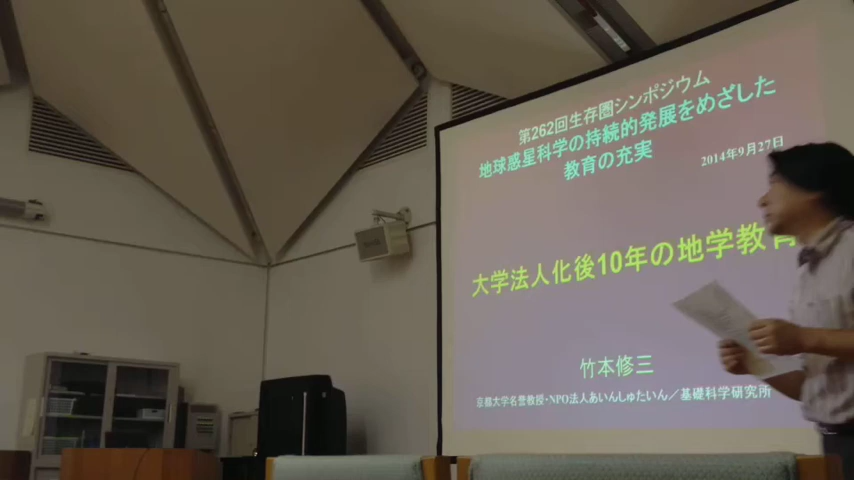 第262回生存圏シンポジウム
地球惑星科学の持続的発展をめざした
教育の充実
2014年9月27日
大学法人化後10年の地学教育
竹本修三
京都大学名誉教授・NPO法人あいんしゅたいん／基礎科学研究所